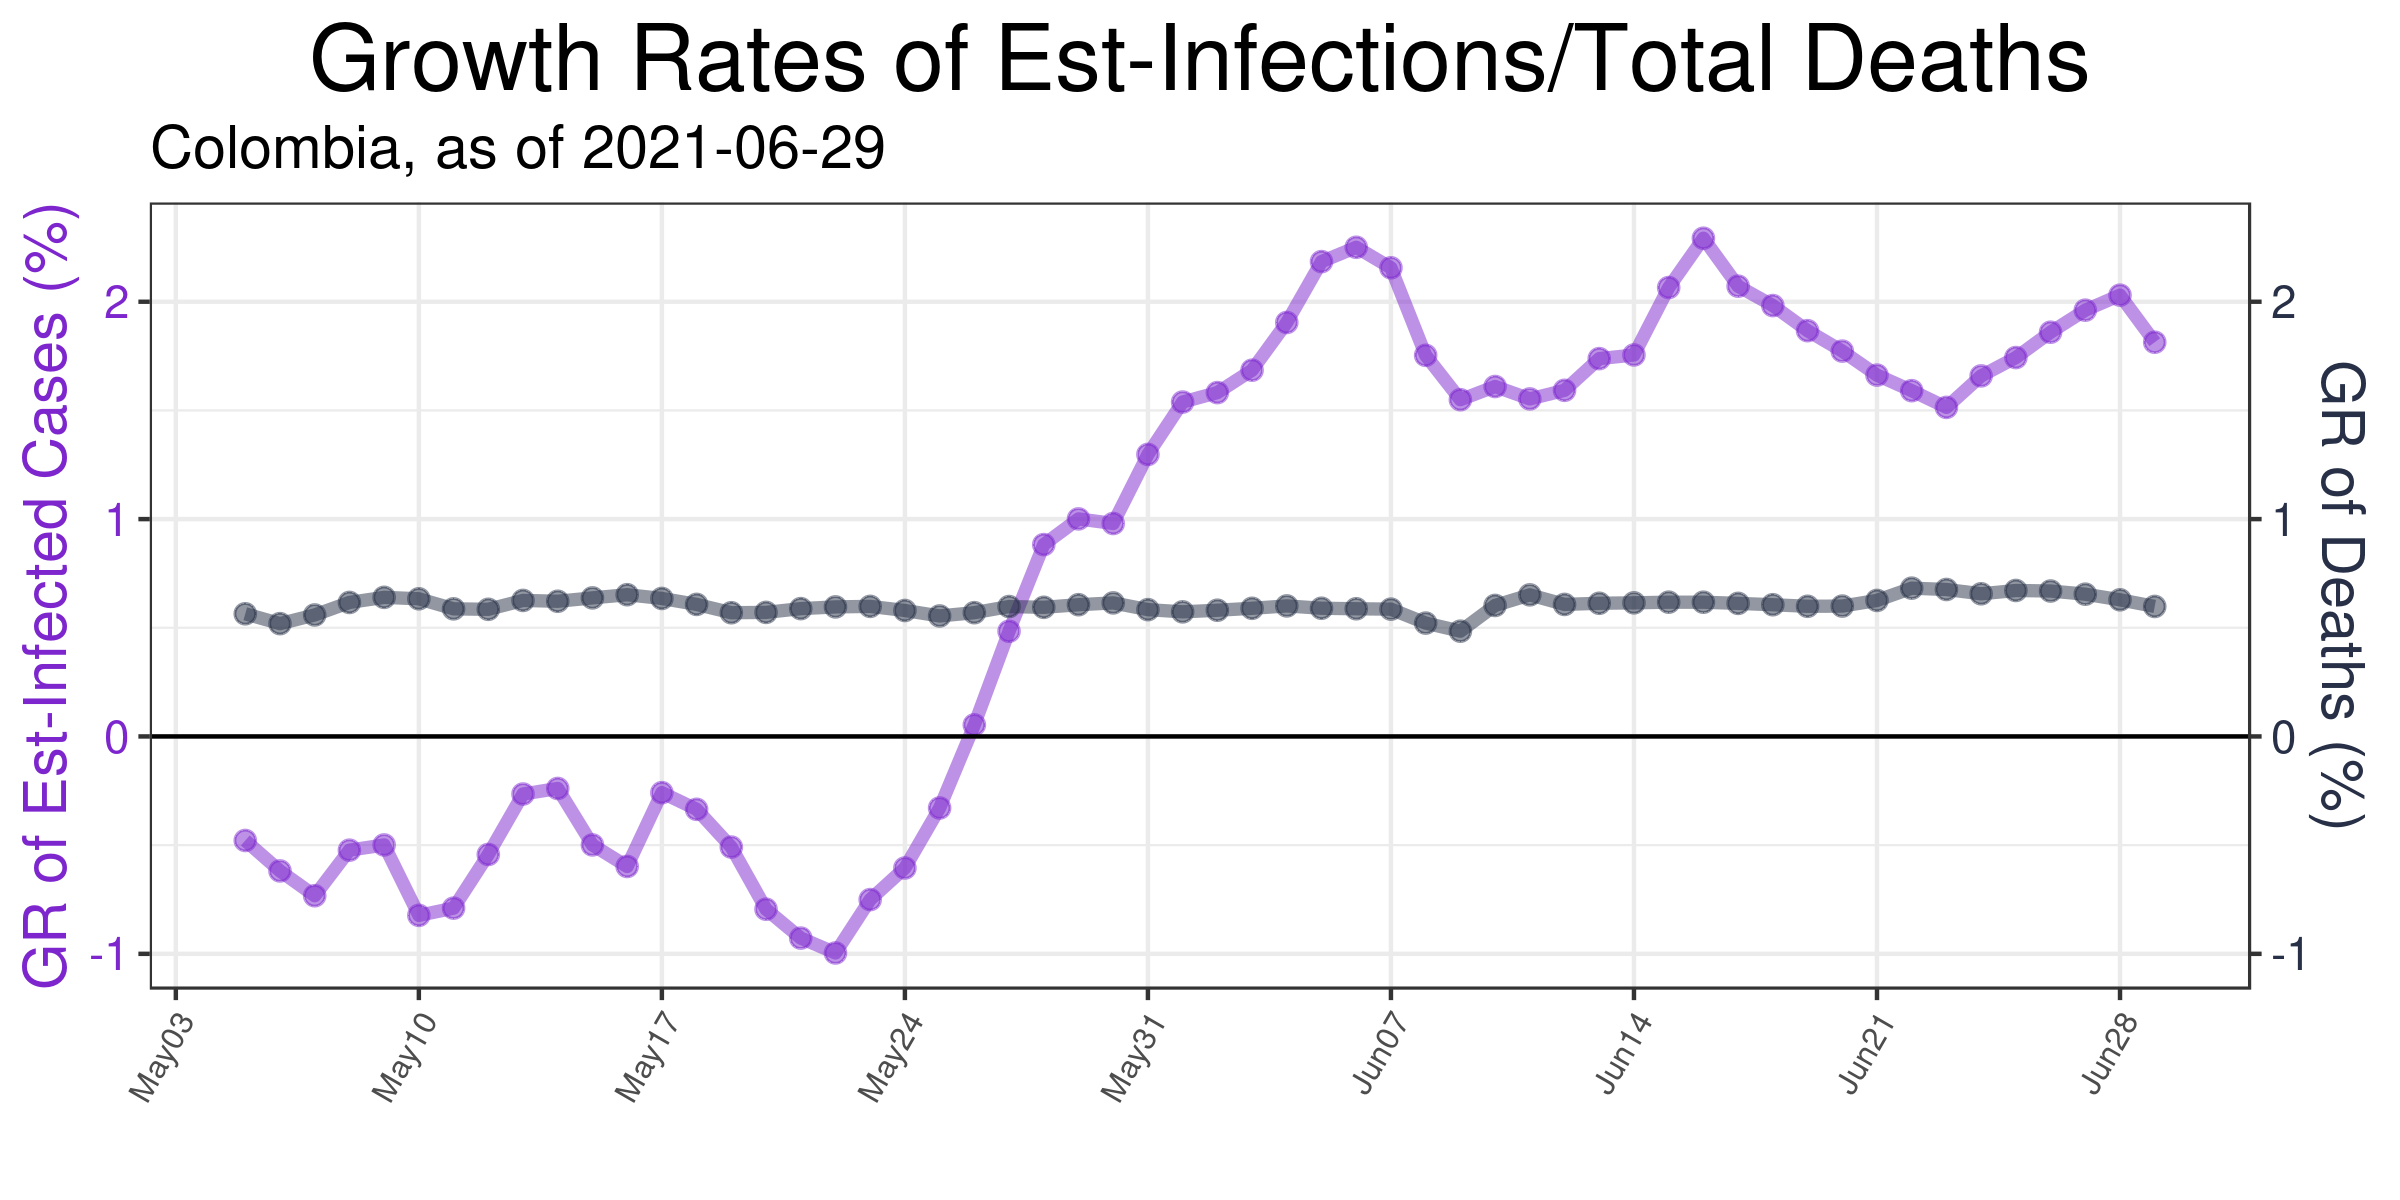 Growth Rates of Est-Infections/Total Deaths
Colombia, as of 2021-06-29
GR of Est-Infected Cases (%)
2
1
0
-1
2
1
0
-1
GR of Deaths (%)
May03
May10
May17
May24
May31
Jun07
Jun14
Jun21
Jun28